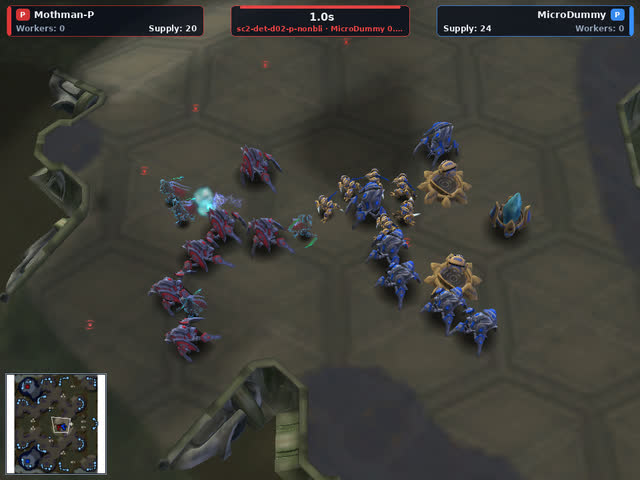 P Mothman-P
Workers: 0 Supply: 20
1.0s
sc2-det-d02-p-nonbli · MicroDummy 0....
MicroDummy P
Supply: 24 Workers: 0